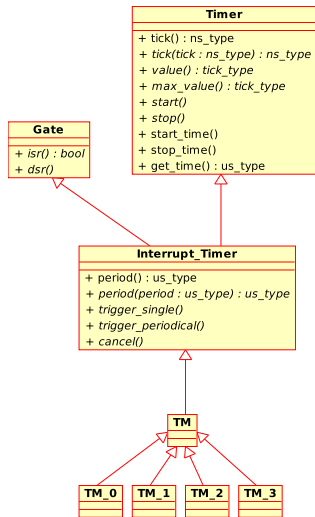 Timer
+ tick() : ns_type
+ tick(tick : ns_type) : ns_type
+ value() : tick_type
+ max_value() : tick_type
+ start()
+ stop()
+ start_time()
+ stop_time()
+ get_time() : us_type
Gate
+ isr() : bool
+ dsr()
Interrupt_Timer
+ period() : us_type
+ period(period : us_type) : us_type
+ trigger_single()
+ trigger_periodical()
+ cancel()
TM
TM_0 TM_1 TM_2 TM_3